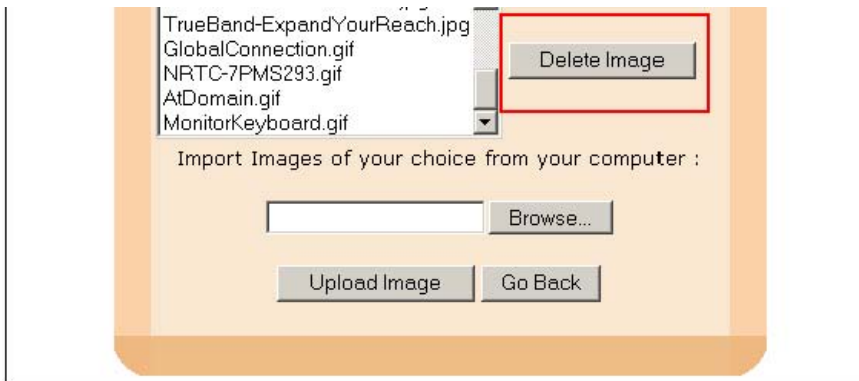 TrueBand-ExpandYourReach.jpg
GlobalConnection.gif
NRTC-7PMS293.gif
AtDomain.gif
MonitorKeyboard.gif
Delete Image
Import Images of your choice from your computer :
Browse...
Upload Image
Go Back